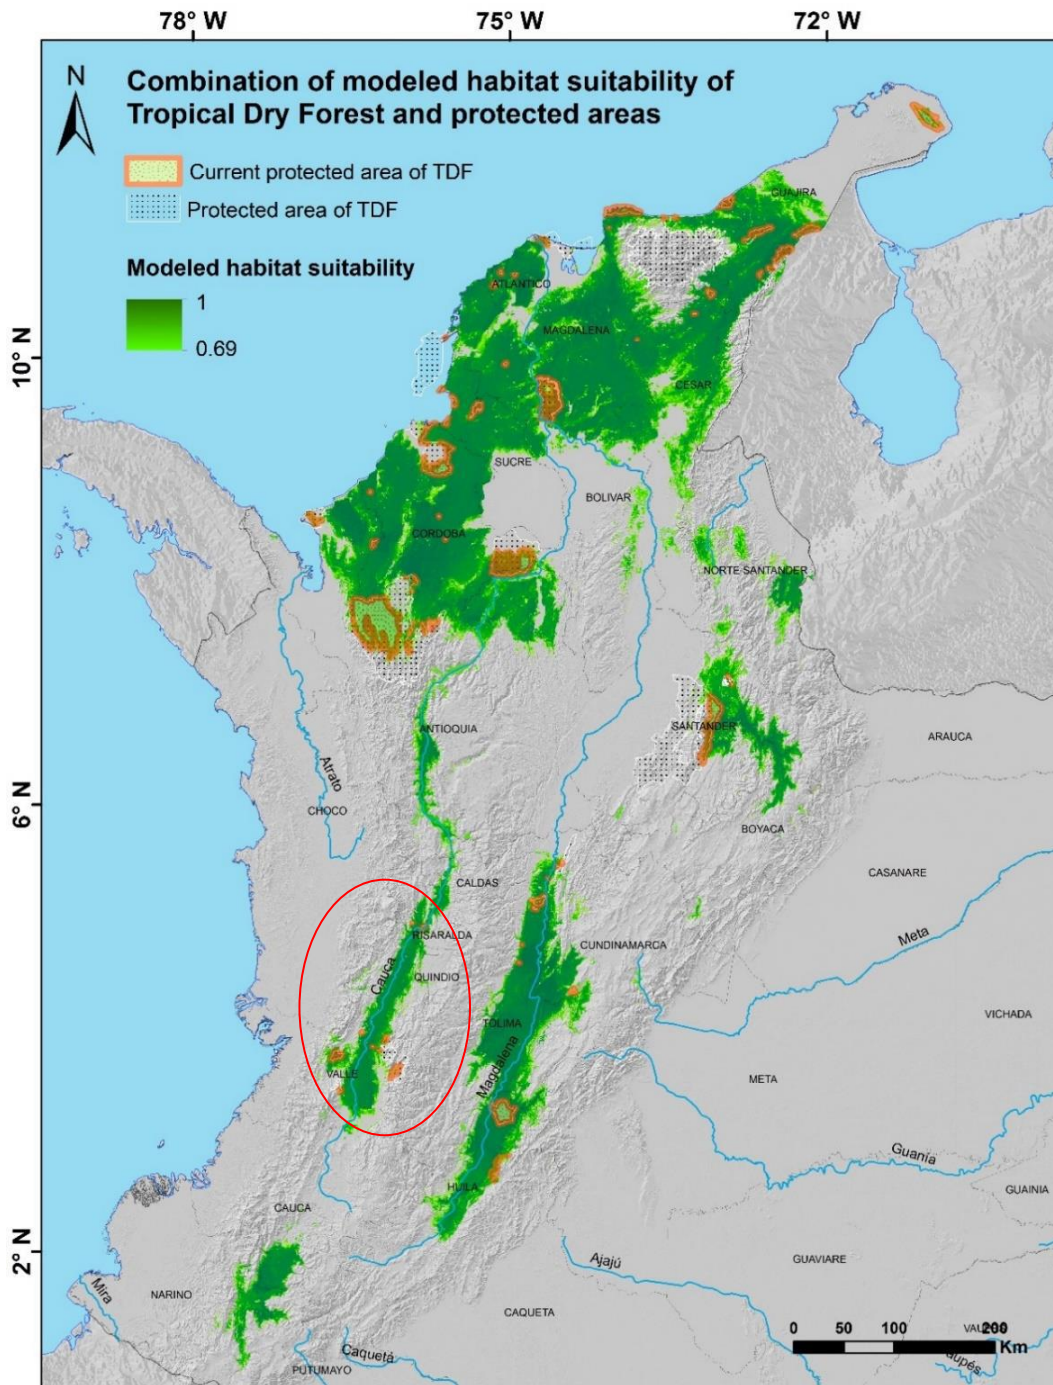 78° W
75° W
72° W
N
Combination of modeled habitat suitability of
Tropical Dry Forest and protected areas
Current protected area of TDF
Protected area of TDF
Modeled habitat suitability
1
0.69
10° N
6° N
2° N
GUAJIRA
ATLANTICO
MAGDALENA
CESAR
SUCRE
BOLIVAR
CORDOBA
NORTE SANTANDER
ANTIOQUIA
SANTANDER
ARAUCA
Atrato
CHOCO
BOYACA
CALDAS
CASANARE
RISARALDA
CUNDINAMARCA
Meta
Cauca
QUINDIO
VICHADA
TOLIMA
VALLE
Magdalena
META
Guanía
HUILA
GUAINIA
CAUCA
Ajajú
GUAVIARE
Mira
NARINO
CAQUETA
PUTUMAYO
Caquetá
0 50 100 200
Km